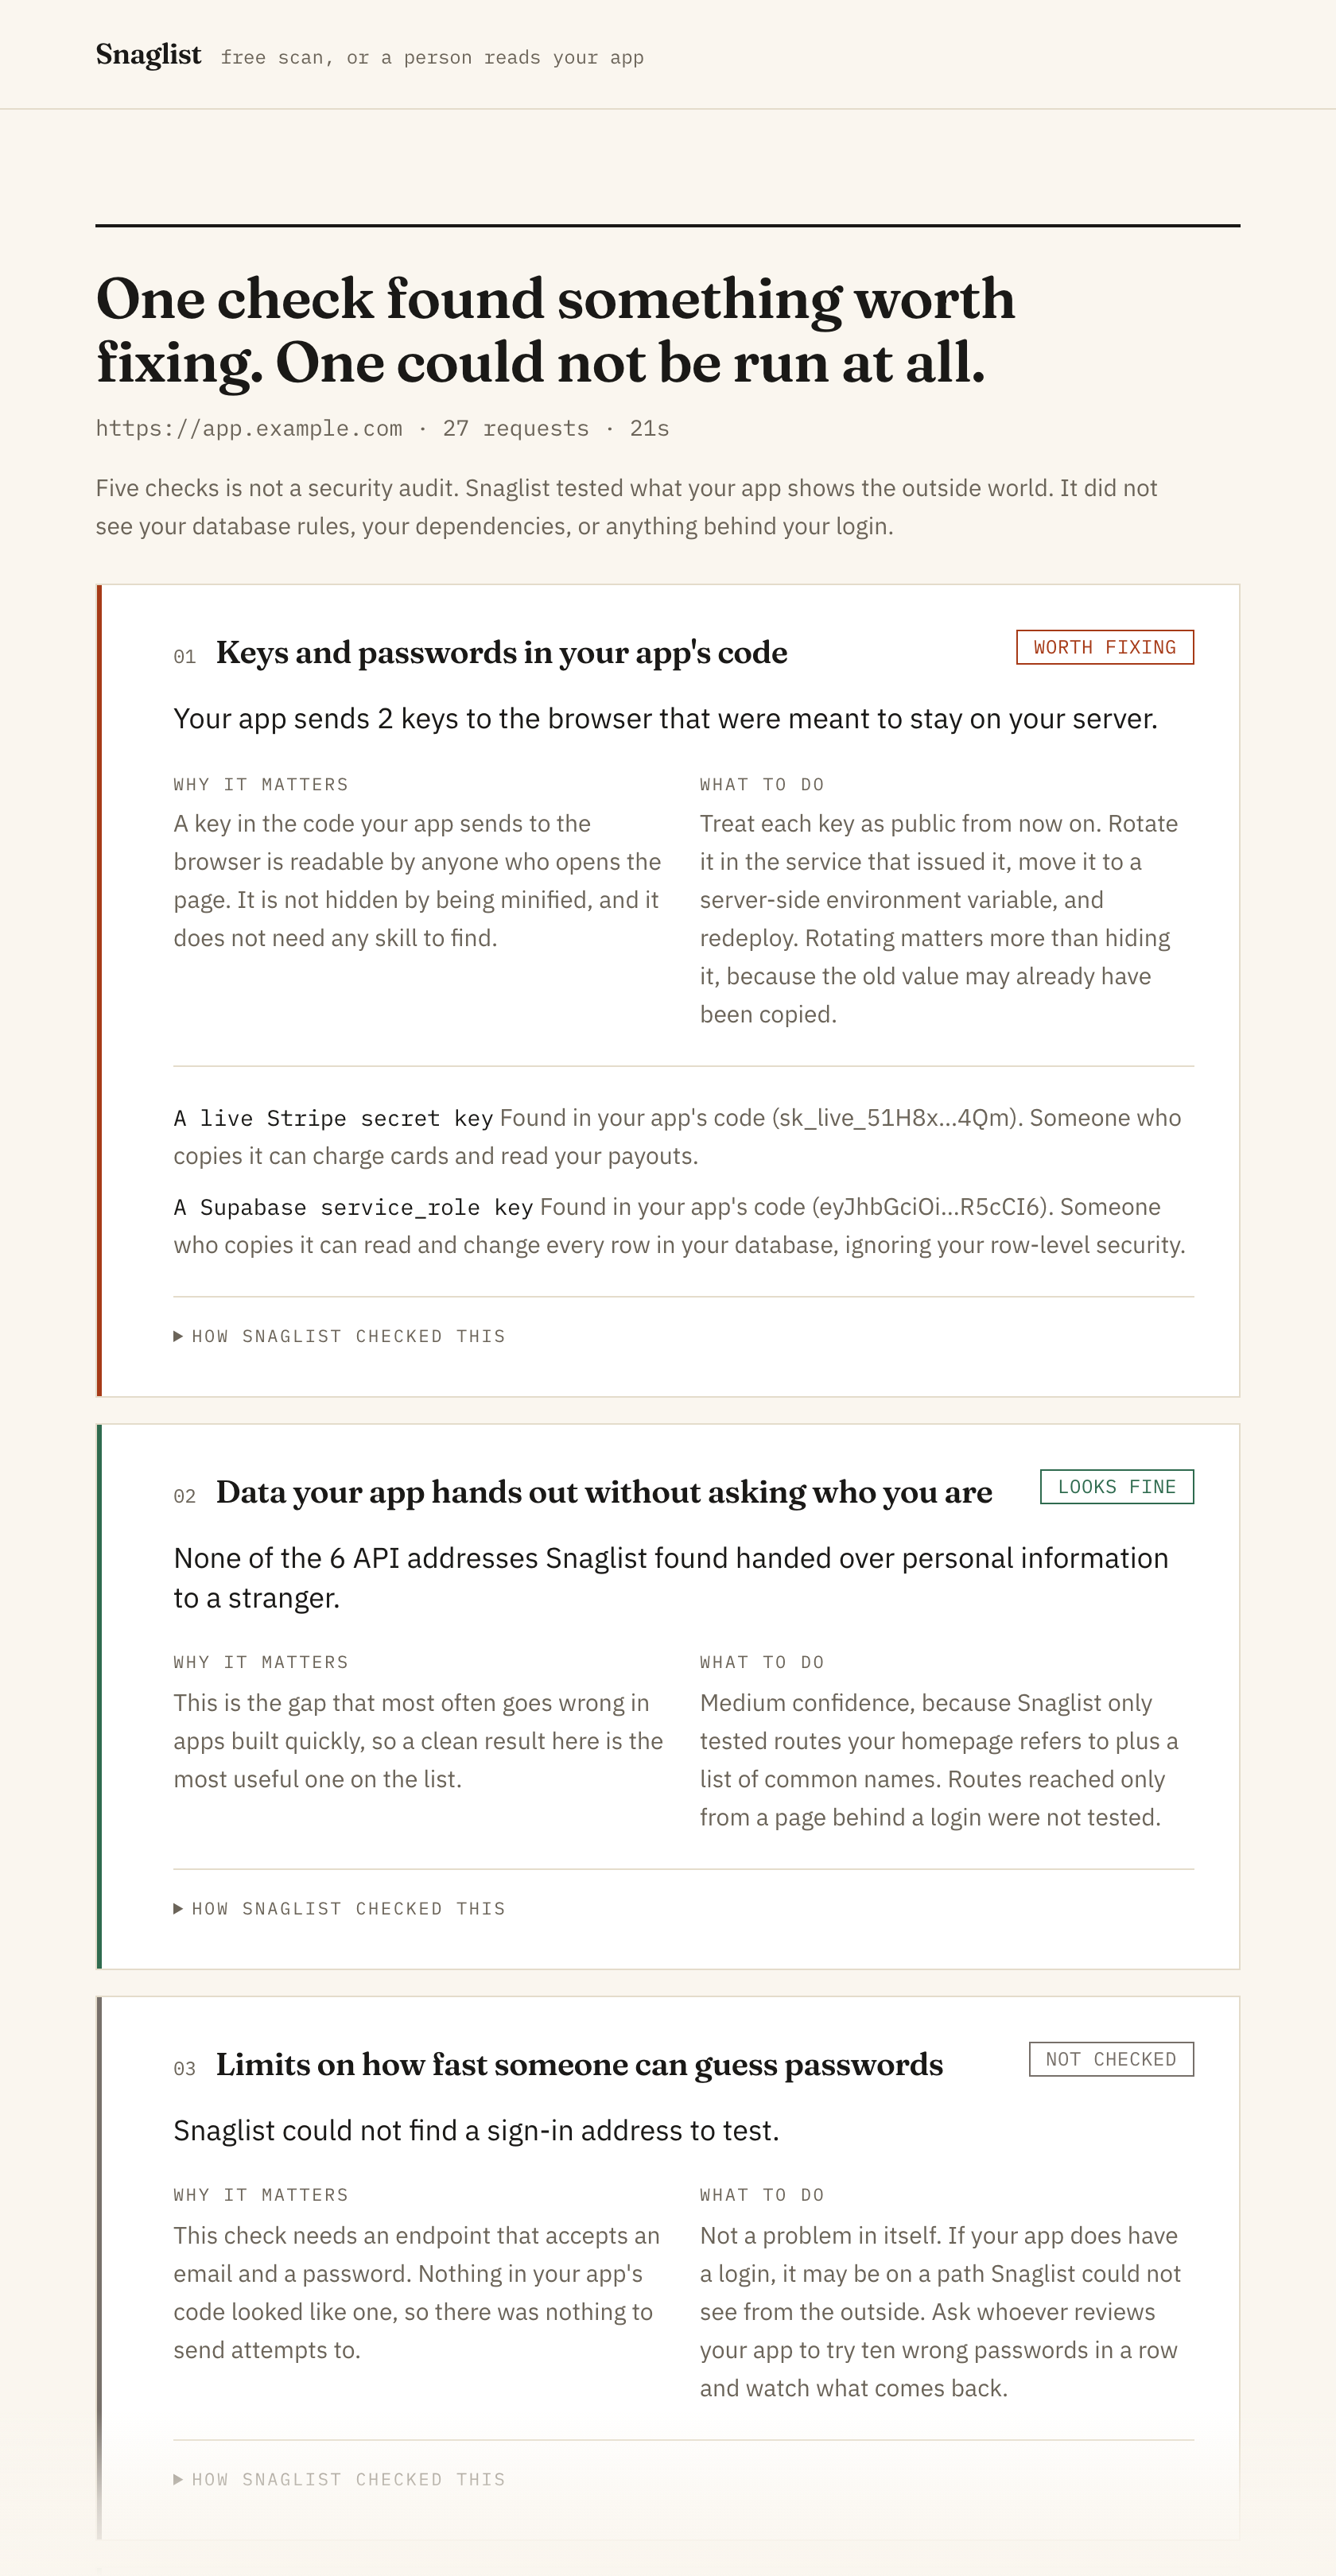 Snaglist free scan, or a person reads your app
One check found something worth
fixing. One could not be run at all.
https://app.example.com · 27 requests · 21s
Five checks is not a security audit. Snaglist tested what your app shows the outside world. It did not
see your database rules, your dependencies, or anything behind your login.
01 Keys and passwords in your app's code
WORTH FIXING
Your app sends 2 keys to the browser that were meant to stay on your server.
WHY IT MATTERS
A key in the code your app sends to the
browser is readable by anyone who opens the
page. It is not hidden by being minified, and it
does not need any skill to find.
WHAT TO DO
Treat each key as public from now on. Rotate
it in the service that issued it, move it to a
server-side environment variable, and
redeploy. Rotating matters more than hiding
it, because the old value may already have
been copied.
A live Stripe secret key Found in your app's code (sk_live_51H8x...4Qm). Someone who
copies it can charge cards and read your payouts.
A Supabase service_role key Found in your app's code (eyJhbGciOi...R5cCI6). Someone
who copies it can read and change every row in your database, ignoring your row-level security.
▶ HOW SNAGLIST CHECKED THIS
02 Data your app hands out without asking who you are
LOOKS FINE
None of the 6 API addresses Snaglist found handed over personal information
to a stranger.
WHY IT MATTERS
This is the gap that most often goes wrong in
apps built quickly, so a clean result here is the
most useful one on the list.
WHAT TO DO
Medium confidence, because Snaglist only
tested routes your homepage refers to plus a
list of common names. Routes reached only
from a page behind a login were not tested.
▶ HOW SNAGLIST CHECKED THIS
03 Limits on how fast someone can guess passwords
NOT CHECKED
Snaglist could not find a sign-in address to test.
WHY IT MATTERS
This check needs an endpoint that accepts an
email and a password. Nothing in your app's
code looked like one, so there was nothing to
send attempts to.
WHAT TO DO
Not a problem in itself. If your app does have
a login, it may be on a path Snaglist could not
see from the outside. Ask whoever reviews
your app to try ten wrong passwords in a row
and watch what comes back.
▶ HOW SNAGLIST CHECKED THIS